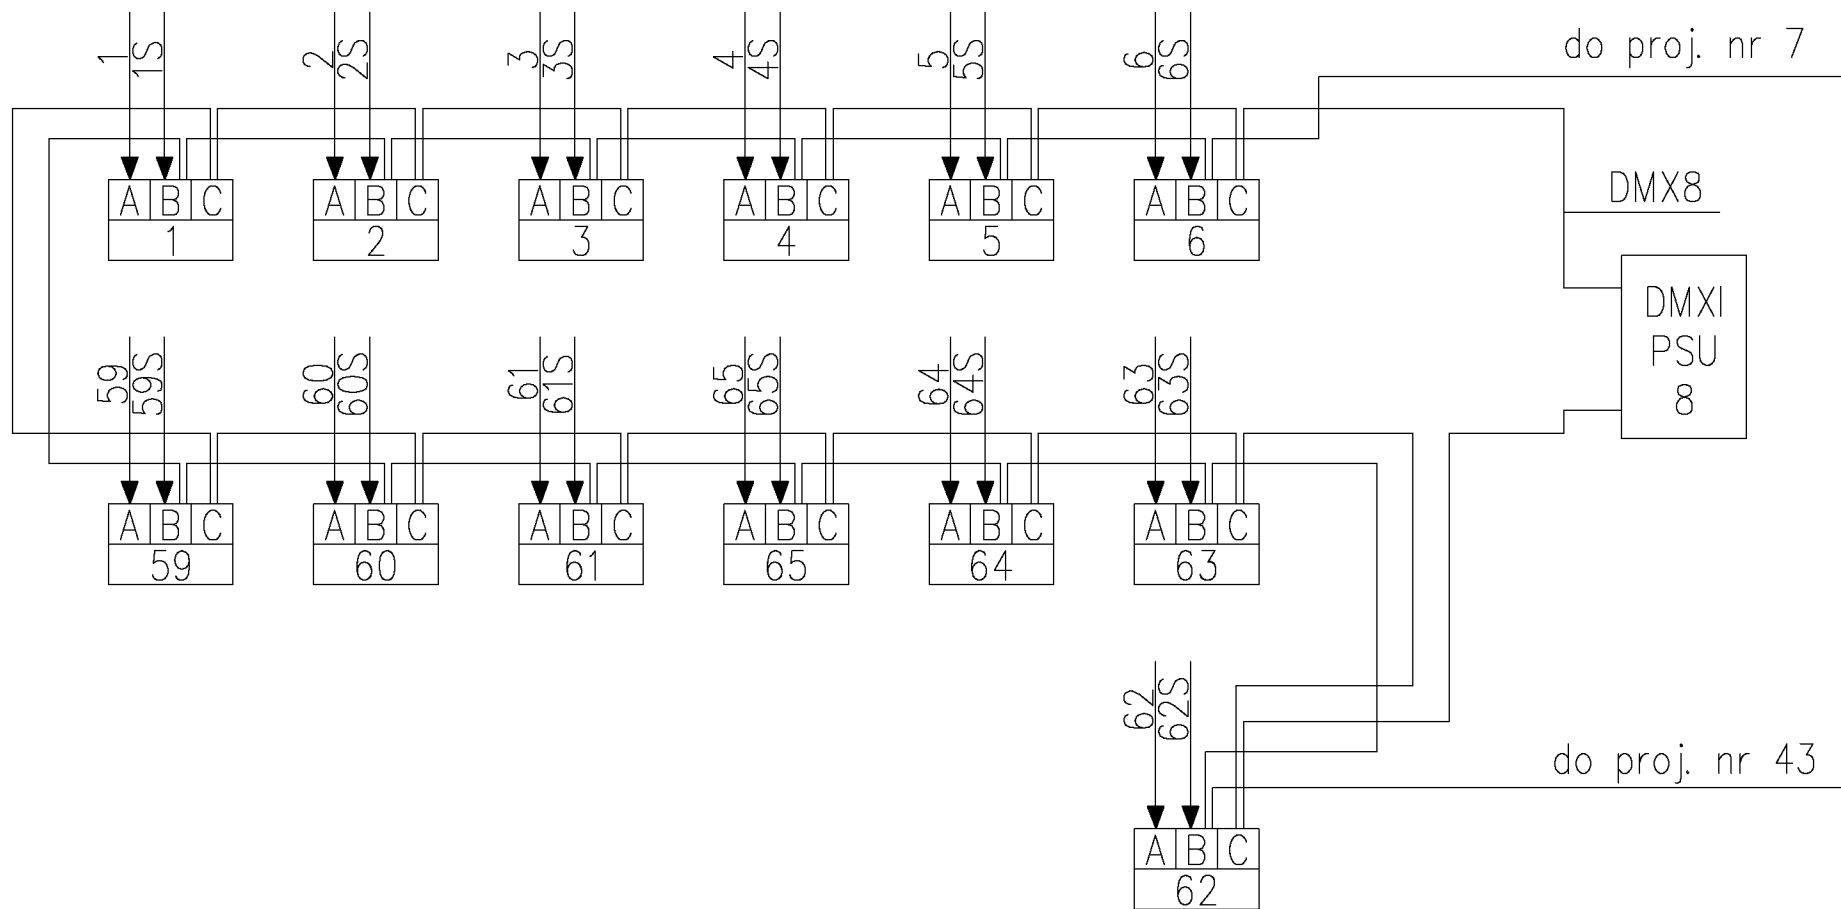 1 1S 2 2S 3 3S 4 4S 5 5S 6 6S do proj. nr 7
A B C A B C A B C A B C A B C A B C DMX8
1 2 3 4 5 6
DMXI
PSU
8
59 59S 60 60S 61 61S 65 65S 64 64S 63 63S
A B C A B C A B C A B C A B C A B C
59 60 61 65 64 63
62 62S do proj. nr 43
A B C
62